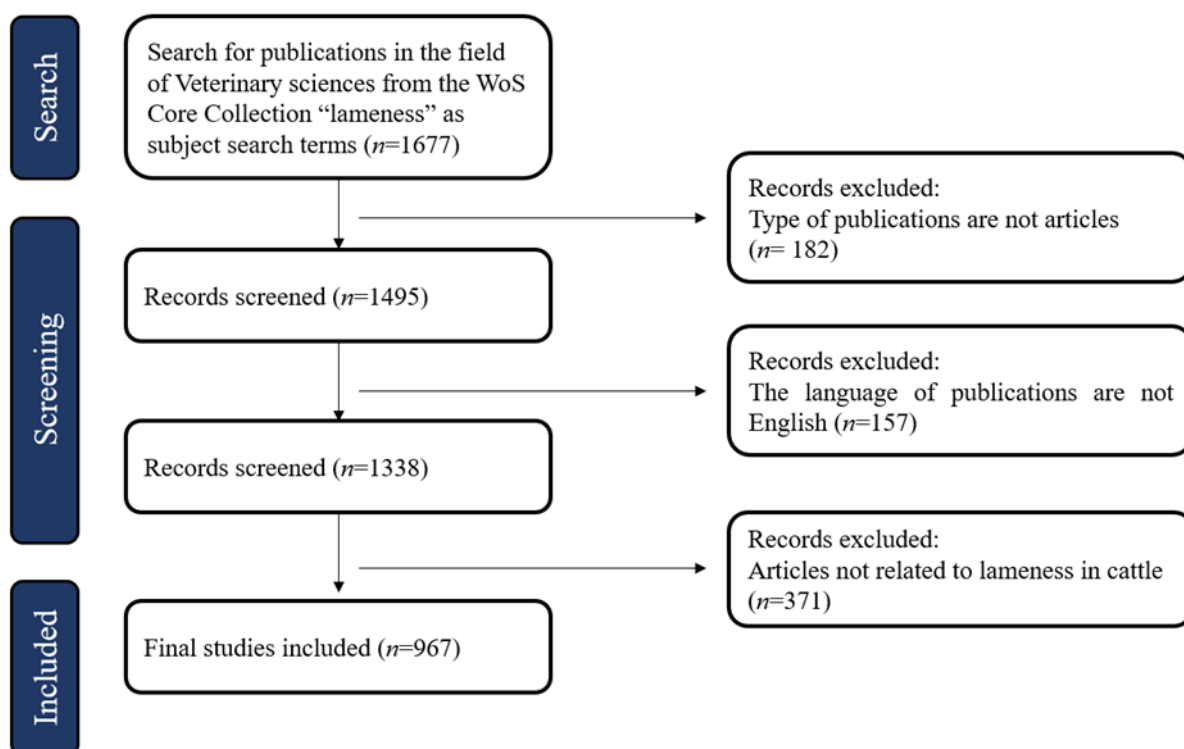 Search
Search for publications in the field
of Veterinary sciences from the WoS
Core Collection “lameness” as
subject search terms (n=1677)
Records excluded:
Type of publications are not articles
(n= 182)
Screening
Records screened (n=1495)
Records excluded:
The language of publications are not
English (n=157)
Records screened (n=1338)
Records excluded:
Articles not related to lameness in cattle
(n=371)
Included
Final studies included (n=967)